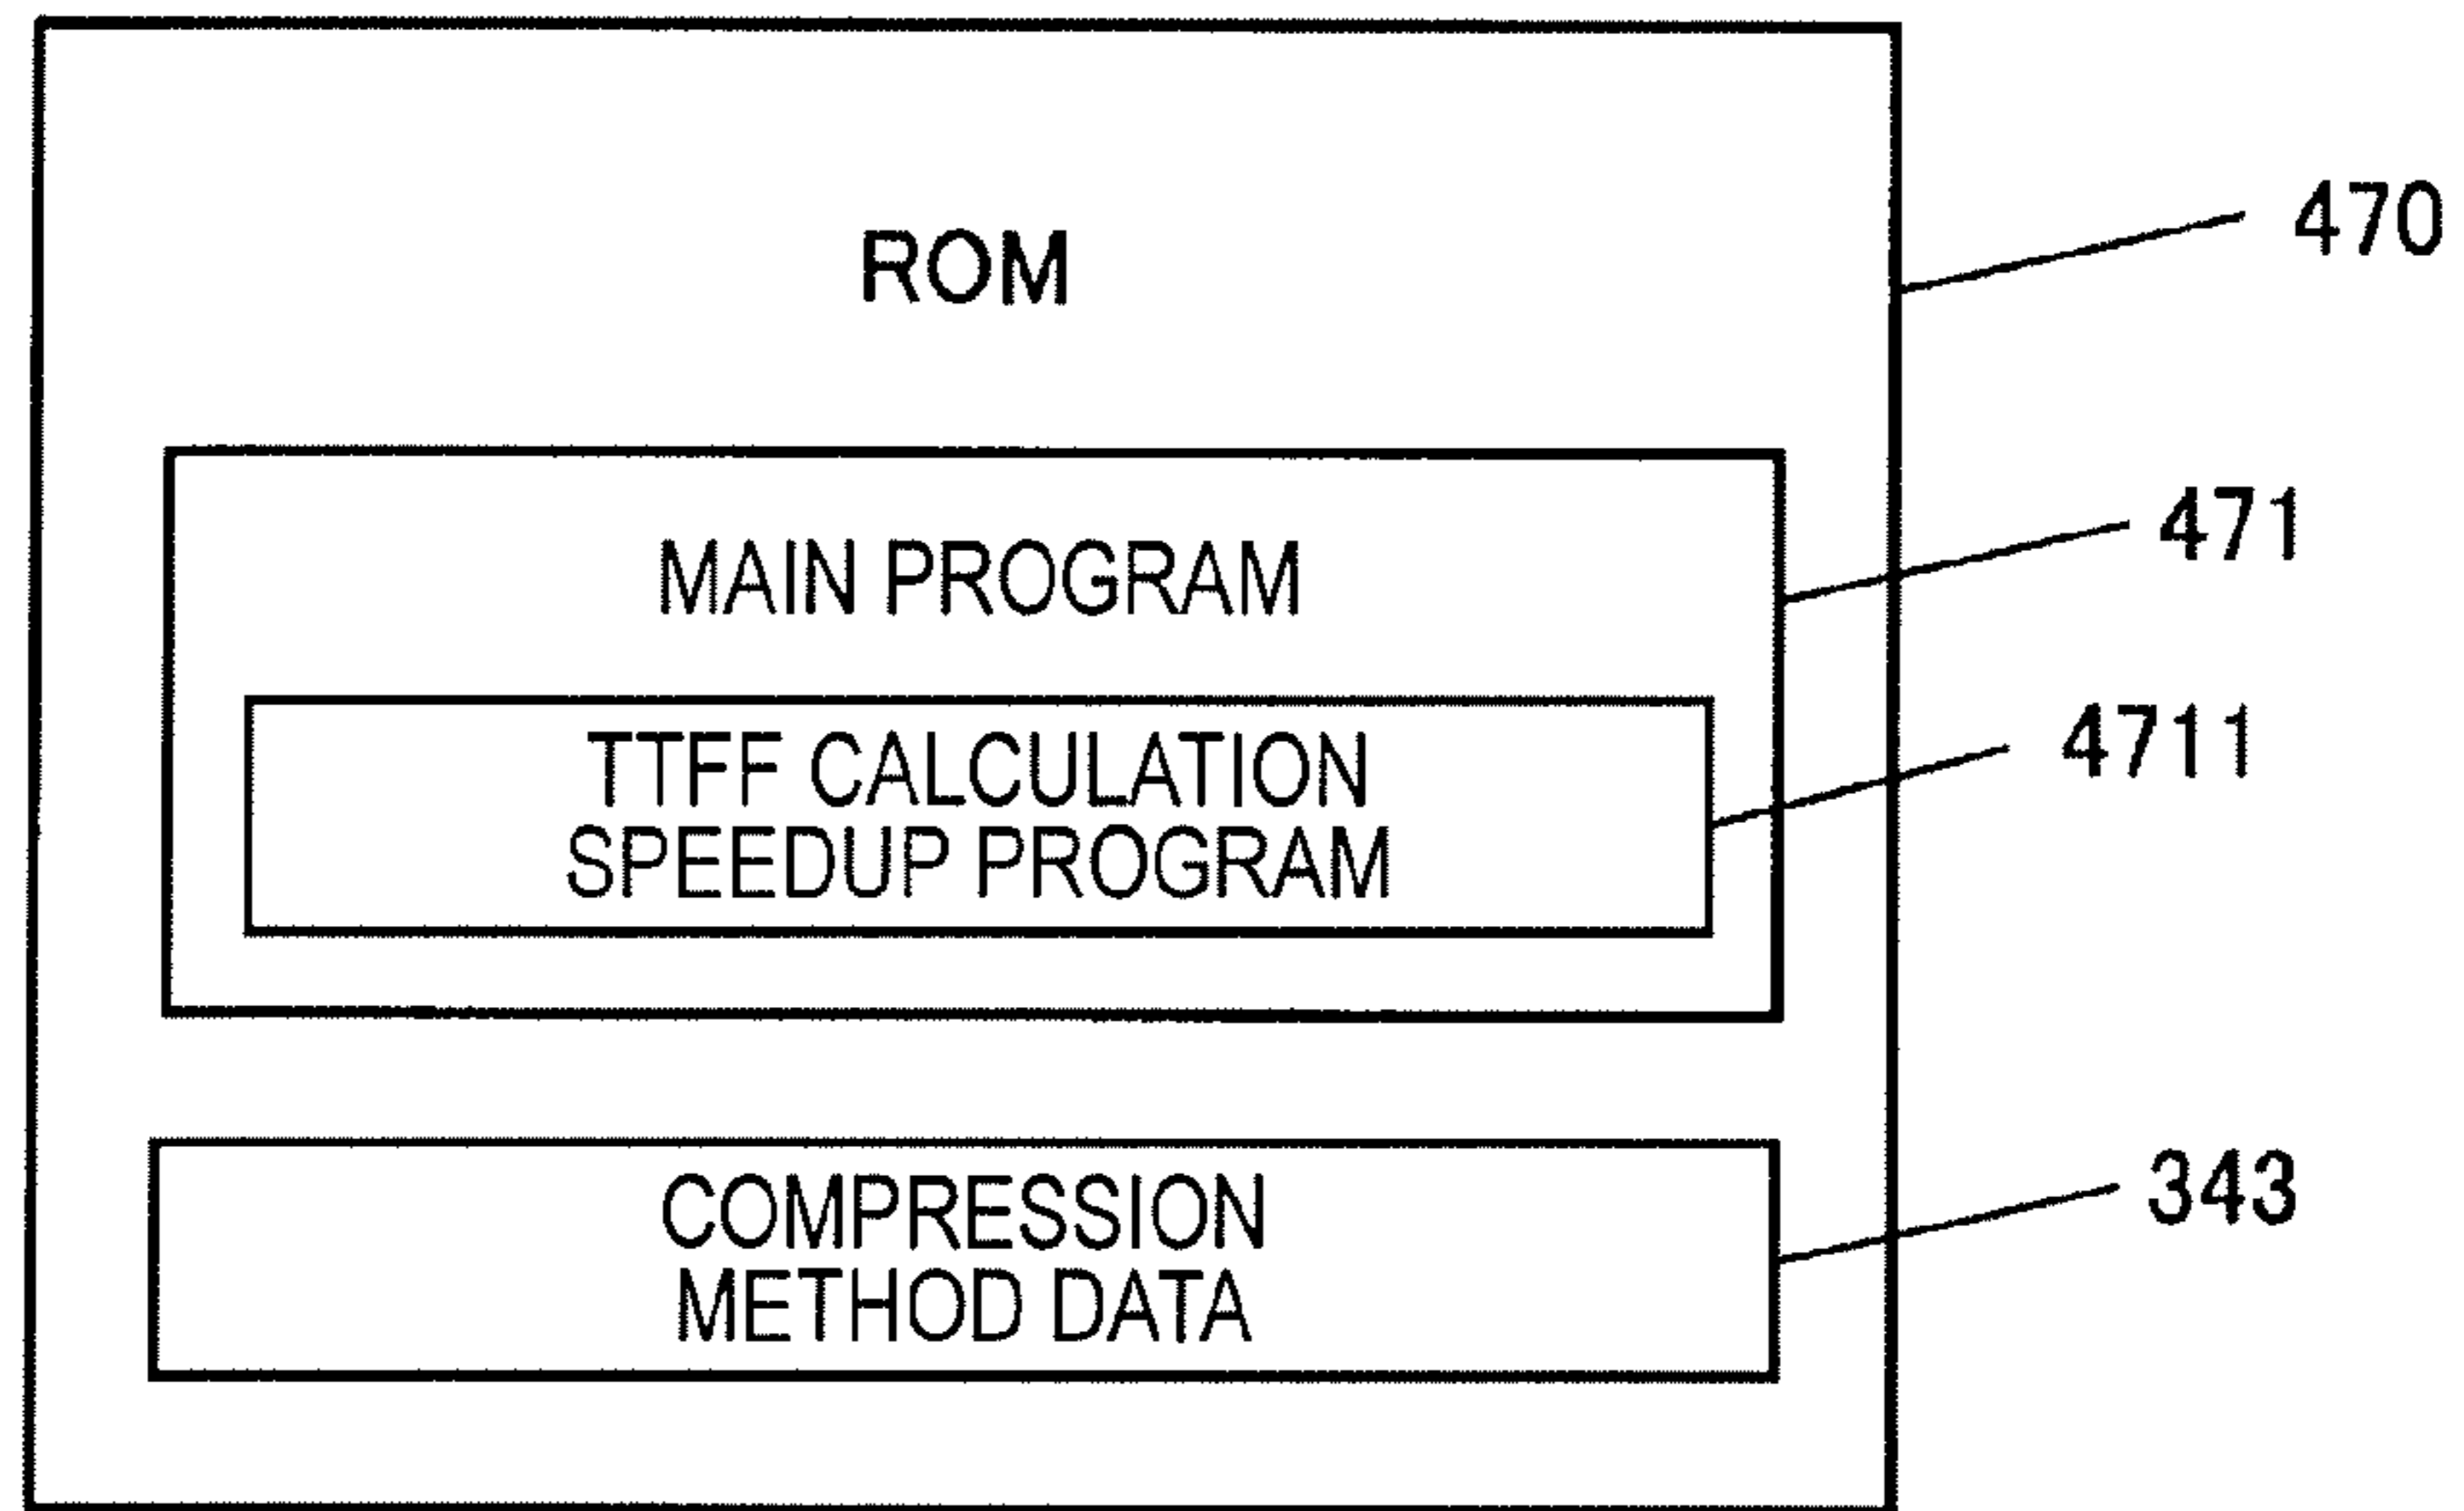 ROM
470
MAIN PROGRAM
471
TTFF CALCULATION
SPEEDUP PROGRAM
4711
COMPRESSION
METHOD DATA
343